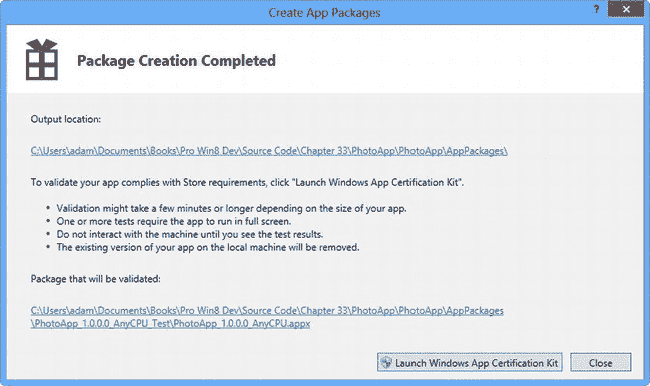 Create App Packages
?
Package Creation Completed
Output location:
C:\Users\adam\Documents\Books\Pro Win8 Dev\Source Code\Chapter 33\PhotoApp\PhotoApp\AppPackages\
To validate your app complies with Store requirements, click "Launch Windows App Certification Kit".
• Validation might take a few minutes or longer depending on the size of your app.
• One or more tests require the app to run in full screen.
• Do not interact with the machine until you see the test results.
• The existing version of your app on the local machine will be removed.
Package that will be validated:
C:\Users\adam\Documents\Books\Pro Win8 Dev\Source Code\Chapter 33\PhotoApp\PhotoApp\AppPackages
\PhotoApp_1.0.0.0_AnyCPU_Test\PhotoApp_1.0.0.0_AnyCPU.appx
Launch Windows App Certification Kit
Close